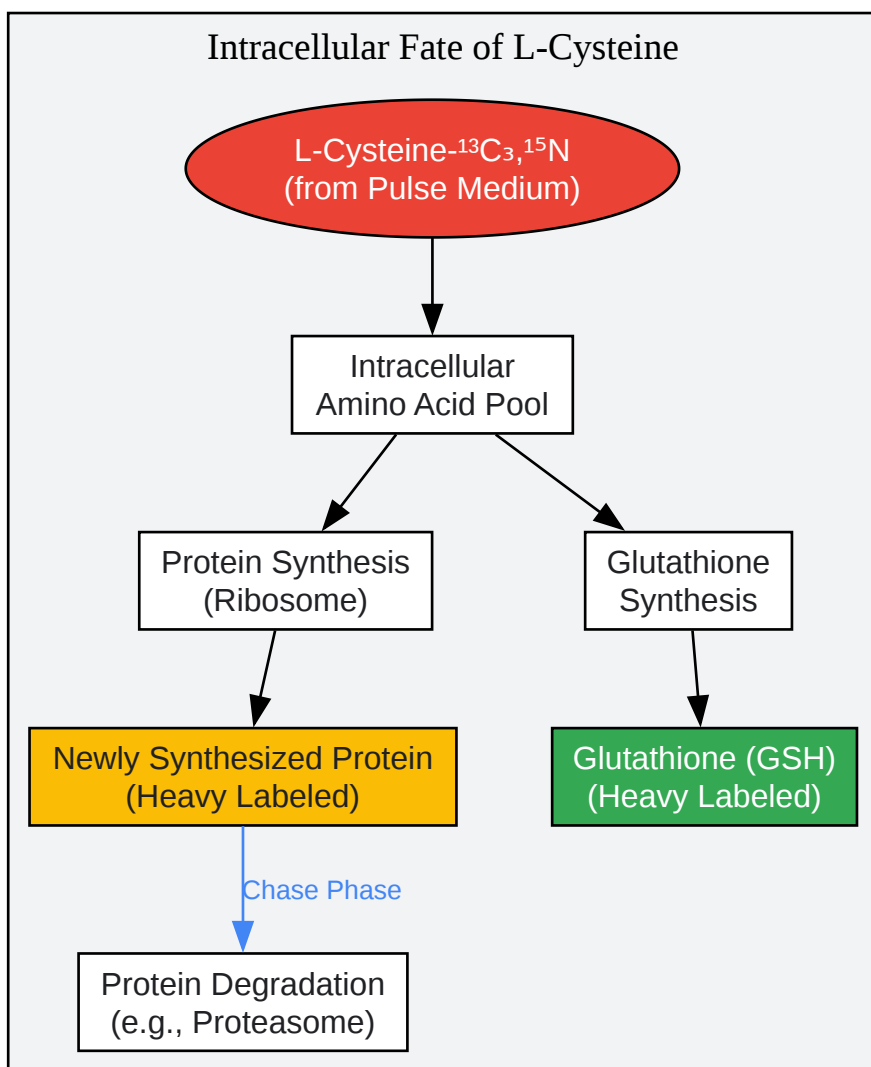 Intracellular Fate of L-Cysteine
L-Cysteine-¹³C₃,¹⁵N
(from Pulse Medium)
Intracellular
Amino Acid Pool
Protein Synthesis
(Ribosome)
Glutathione
Synthesis
Newly Synthesized Protein
(Heavy Labeled)
Glutathione (GSH)
(Heavy Labeled)
Chase Phase
Protein Degradation
(e.g., Proteasome)